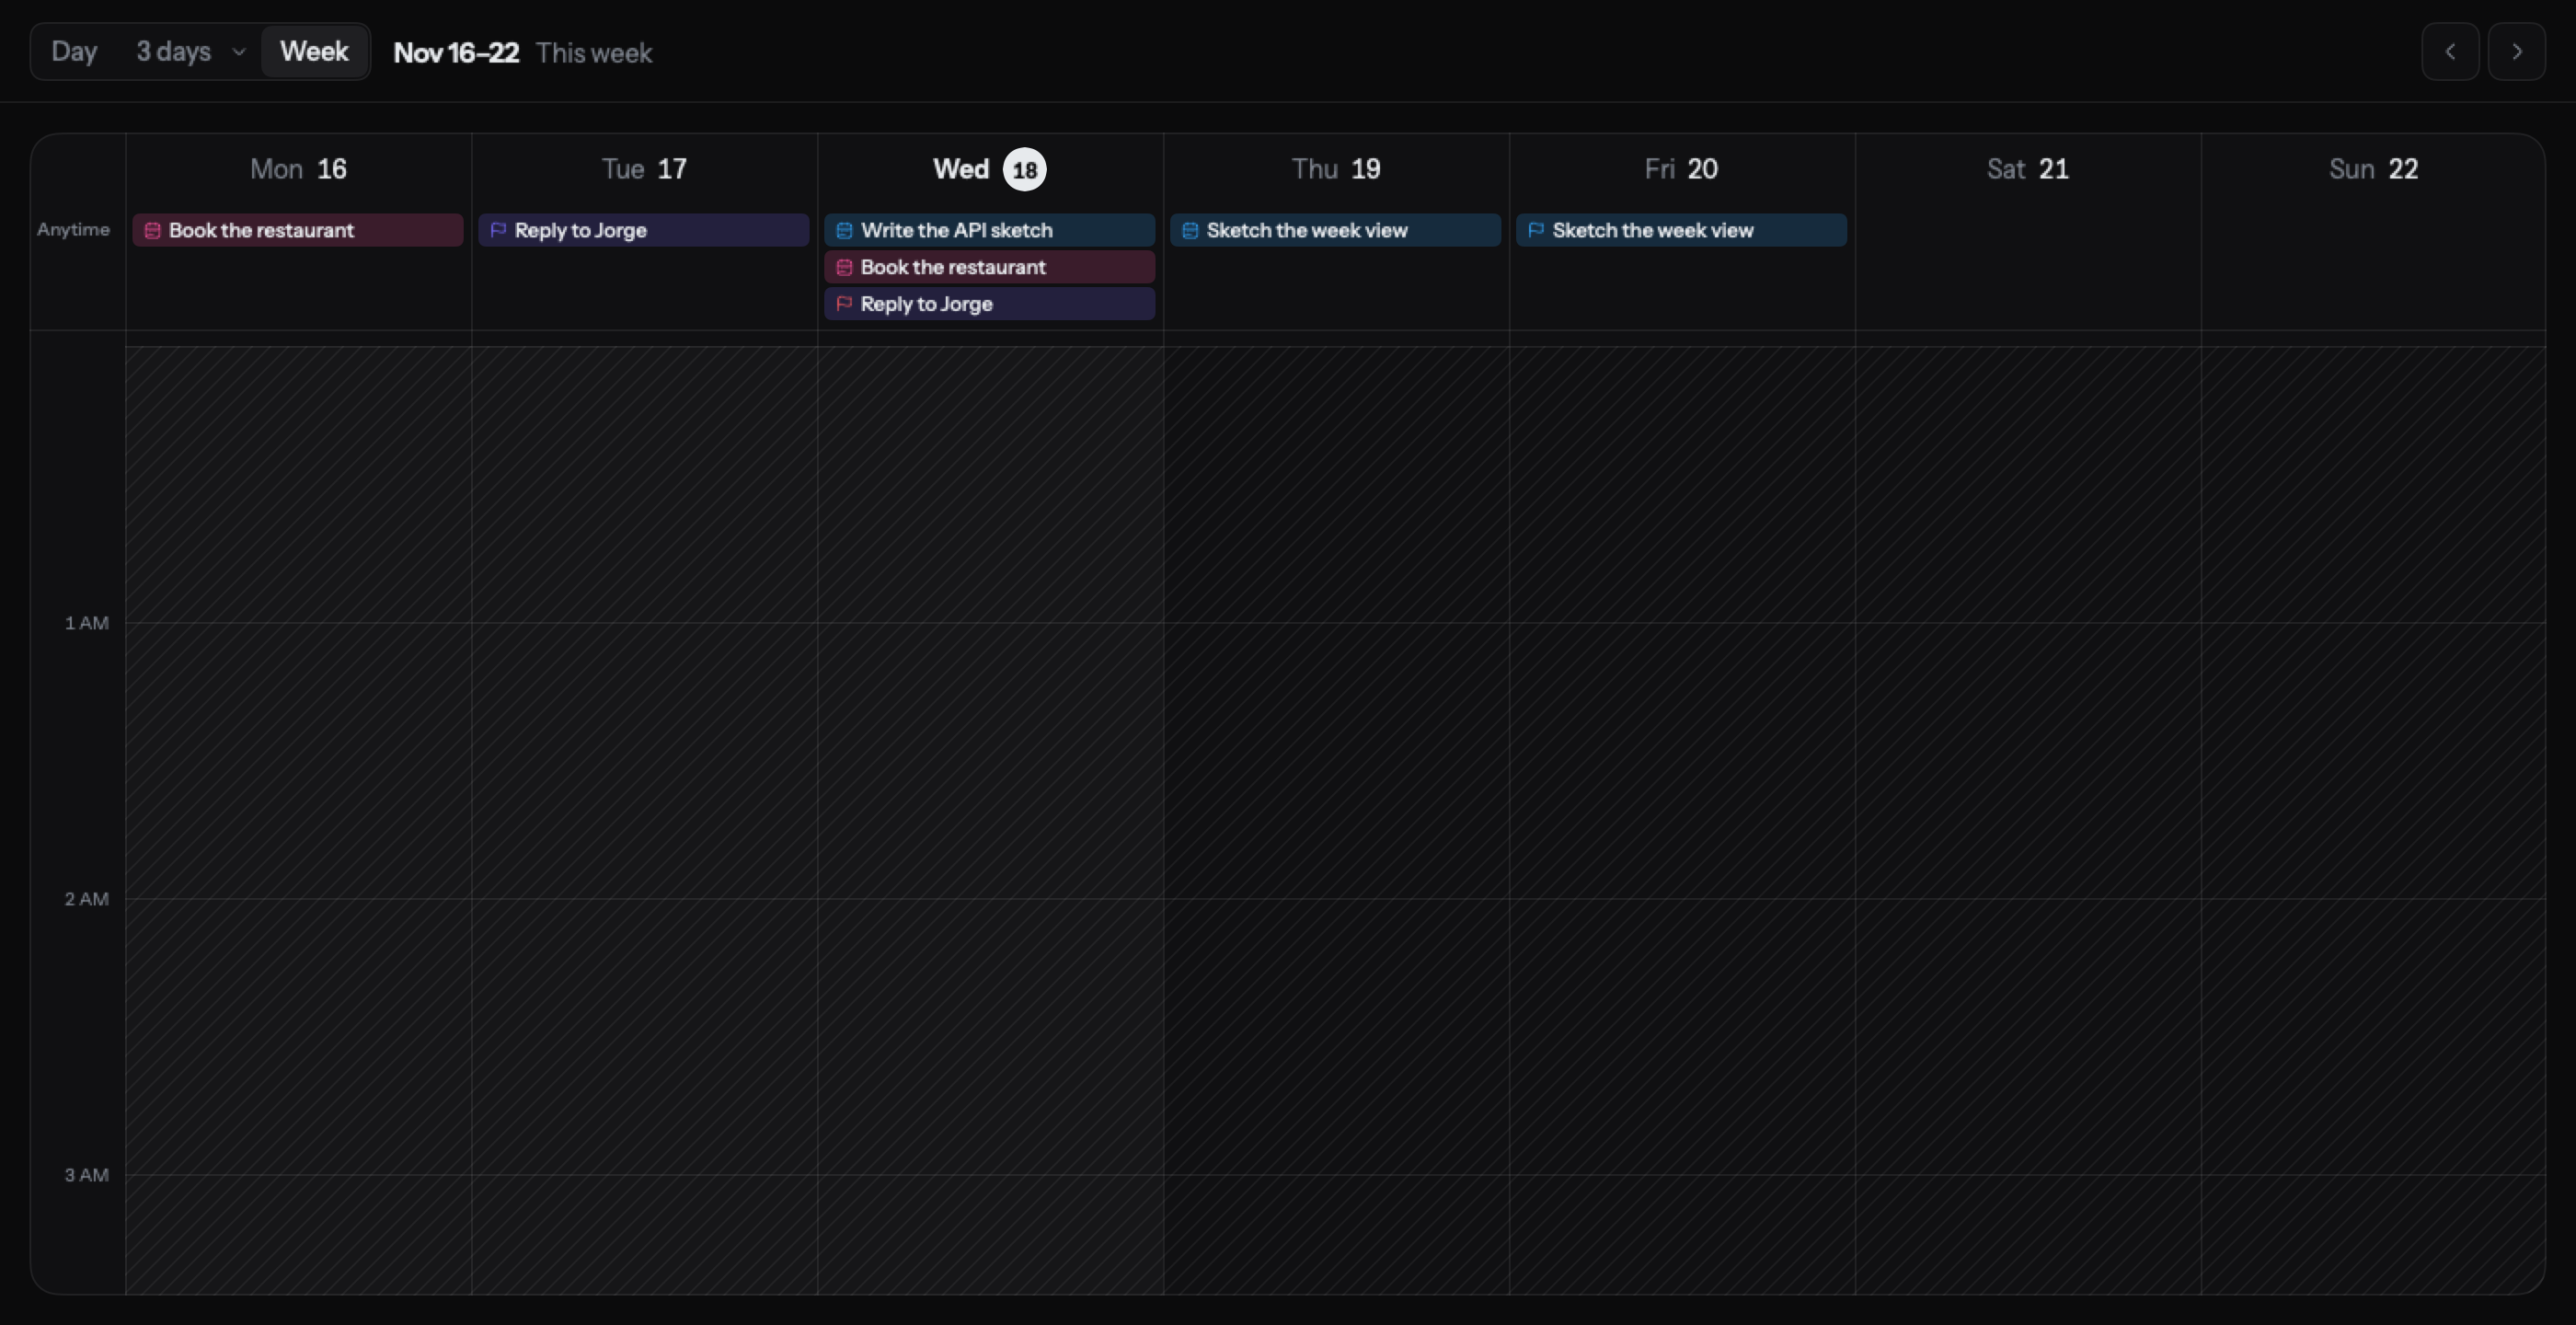 Day 3 days Week Nov 16–22 This week
Mon 16 Tue 17 Wed 18 Thu 19 Fri 20 Sat 21 Sun 22
Anytime Book the restaurant Reply to Jorge Write the API sketch Sketch the week view Sketch the week view
Book the restaurant
Reply to Jorge
1 AM
2 AM
3 AM